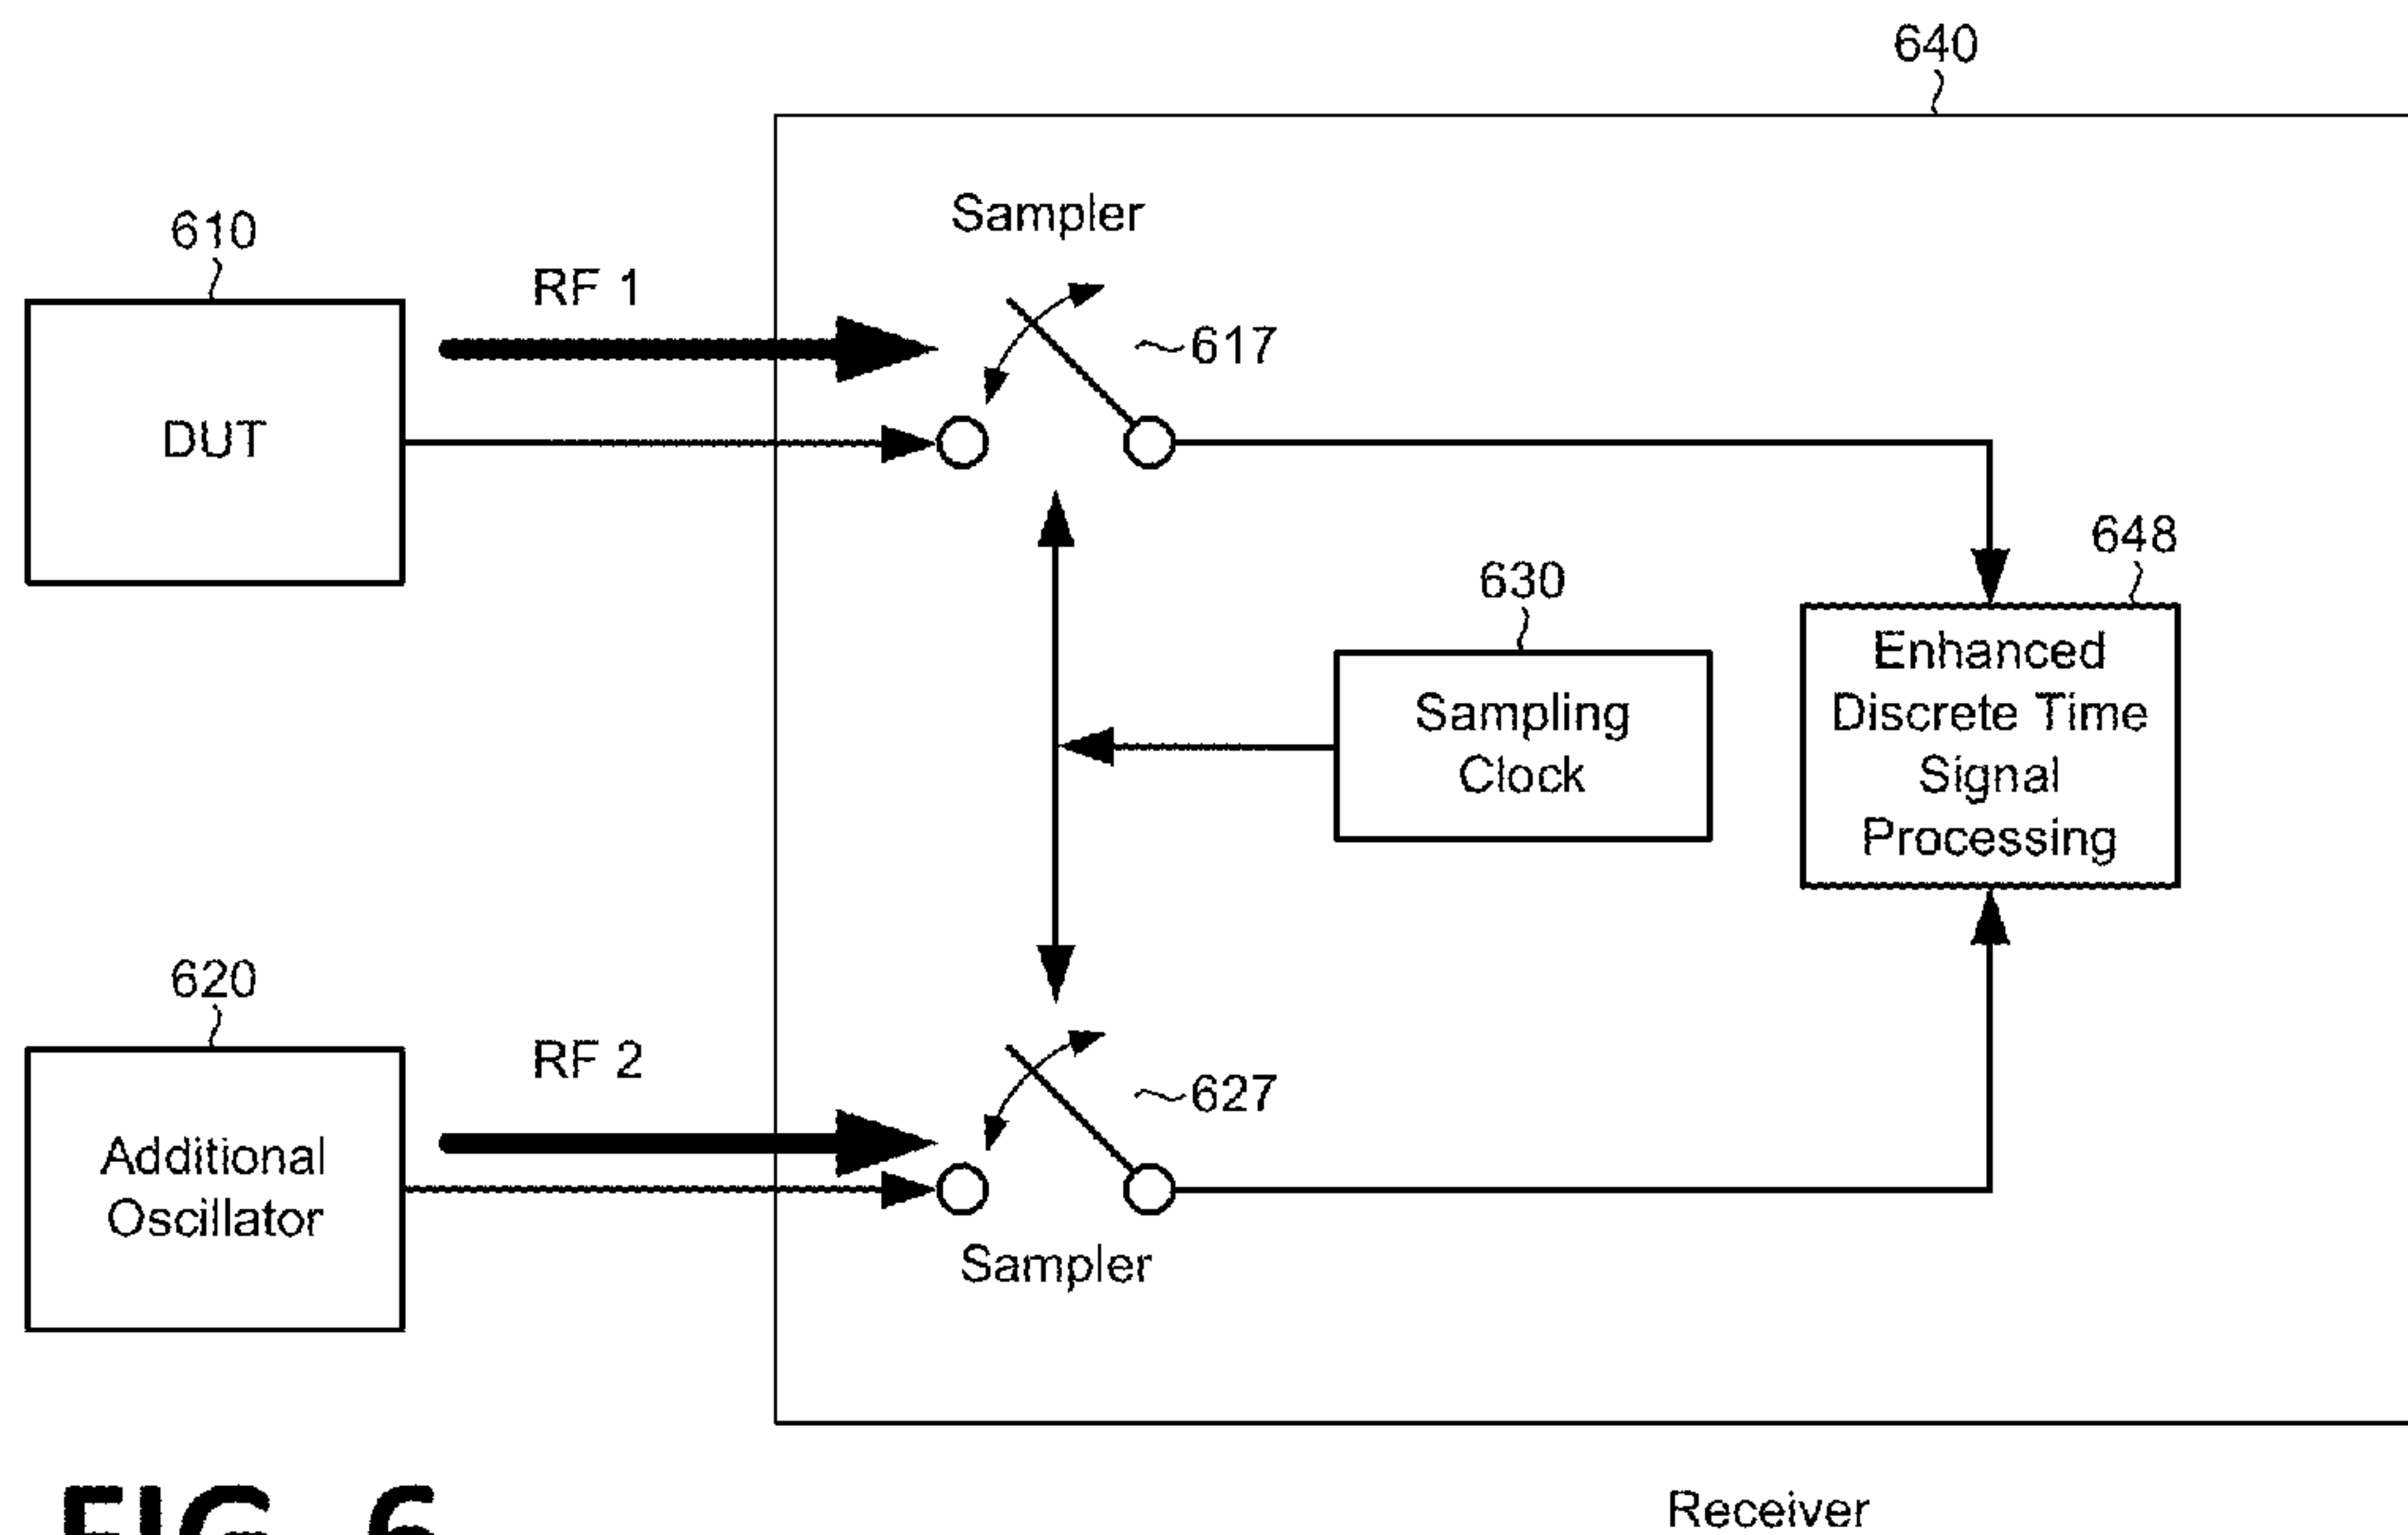 640
Sampler
610
RF 1
617
DUT
648
630
Enhanced
Discrete Time
Signal
Processing
Sampling
Clock
620
RF 2
627
Additional
Oscillator
Sampler
Receiver
FIG. 6